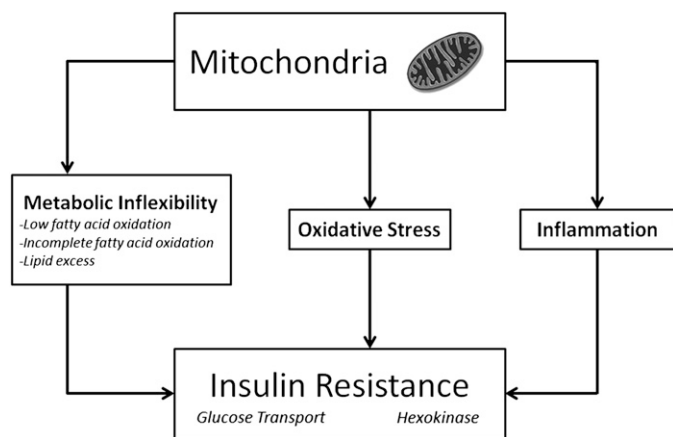 Mitochondria
Metabolic Inflexibility
-Low fatty acid oxidation
-Incomplete fatty acid oxidation
-Lipid excess
Oxidative Stress
Inflammation
Insulin Resistance
Glucose Transport Hexokinase